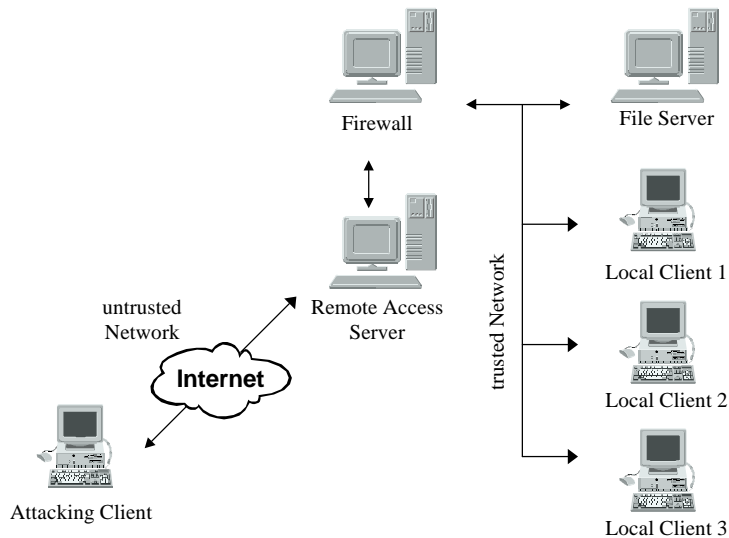 Firewall
File Server
Local Client 1
untrusted
Network
Remote Access
Server
trusted Network
Internet
Local Client 2
Attacking Client
Local Client 3